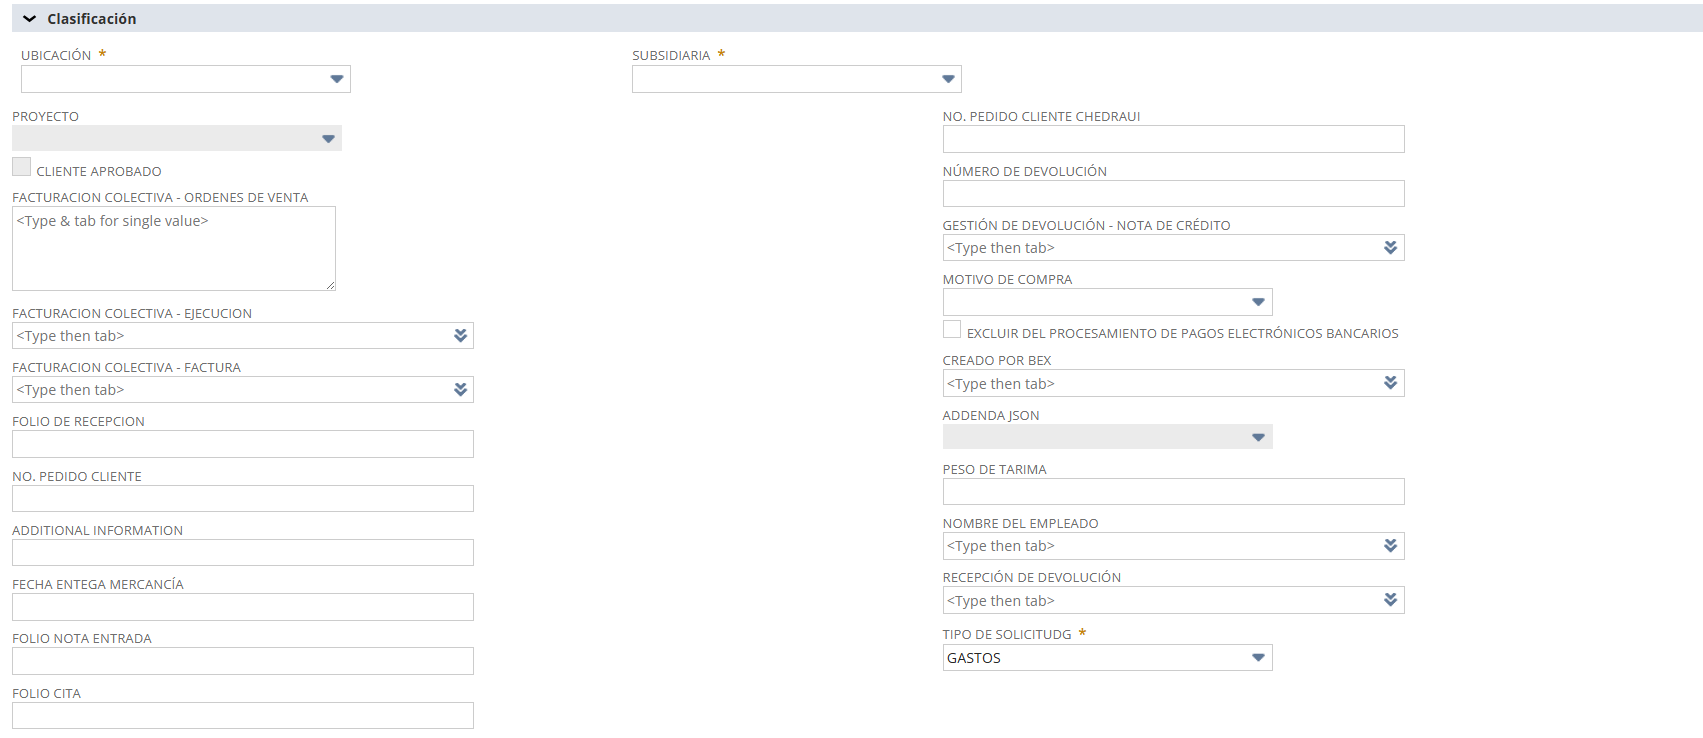 Clasificación
UBICACIÓN *
SUBSIDIARIA *
PROYECTO
CLIENTE APROBADO
FACTURACION COLECTIVA - ORDENES DE VENTA
<Type & tab for single value>
FACTURACION COLECTIVA - EJECUCION
<Type then tab>
FACTURACION COLECTIVA - FACTURA
<Type then tab>
FOLIO DE RECEPCION
NO. PEDIDO CLIENTE
ADDITIONAL INFORMATION
FECHA ENTEGA MERCANCÍA
FOLIO NOTA ENTRADA
FOLIO CITA
NO. PEDIDO CLIENTE CHEDRAUI
NÚMERO DE DEVOLUCIÓN
GESTIÓN DE DEVOLUCIÓN - NOTA DE CRÉDITO
<Type then tab>
MOTIVO DE COMPRA
EXCLUIR DEL PROCESAMIENTO DE PAGOS ELECTRÓNICOS BANCARIOS
CREADO POR BEX
<Type then tab>
ADDENDA JSON
PESO DE TARIMA
NOMBRE DEL EMPLEADO
<Type then tab>
RECEPCIÓN DE DEVOLUCIÓN
<Type then tab>
TIPO DE SOLICITUDG *
GASTOS